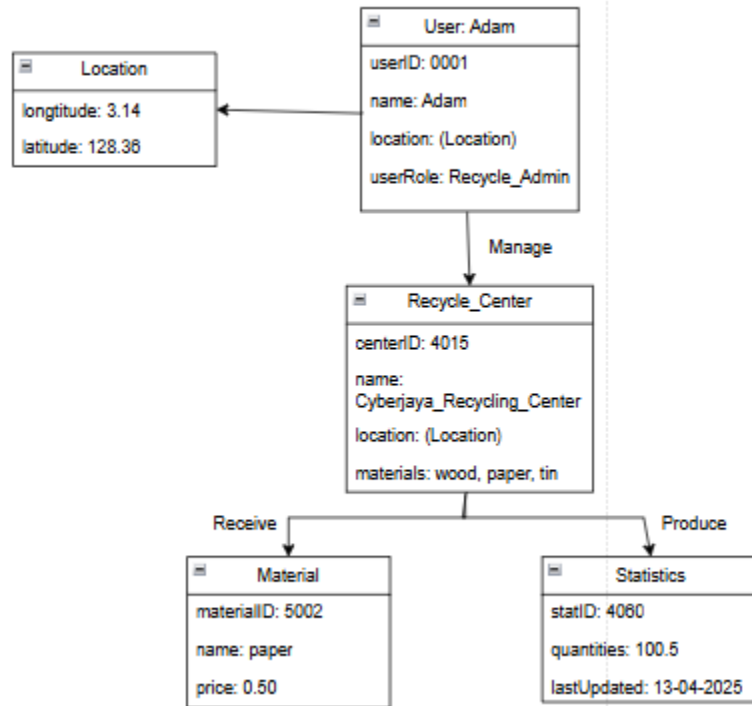 User: Adam
userID: 0001
name: Adam
location: (Location)
userRole: Recycle_Admin
Location
longtitude: 3.14
latitude: 128.36
Manage
Recycle_Center
centerID: 4015
name:
Cyberjaya_Recycling_Center
location: (Location)
materials: wood, paper, tin
Receive
Produce
Material
materialID: 5002
name: paper
price: 0.50
Statistics
statID: 4060
quantities: 100.5
lastUpdated: 13-04-2025